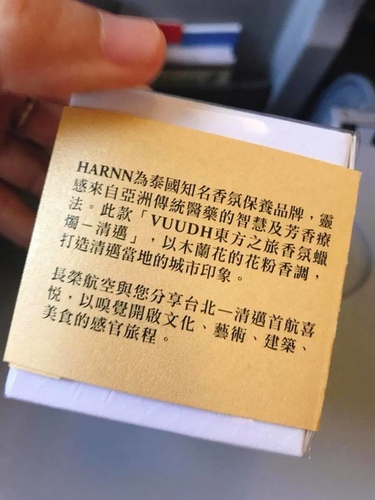 HARNN為泰國知名香氛保養品牌，靈
感來自亞洲傳統醫藥的智慧及芳香療
法。此款「VUUDH東方之旅香氛蠟
燭－清邁」，以木蘭花的花粉香調，
打造清邁當地的城市印象。
長榮航空與您分享台北—清邁首航喜
悅，以嗅覺開啟文化、藝術、建築、
美食的感官旅程。